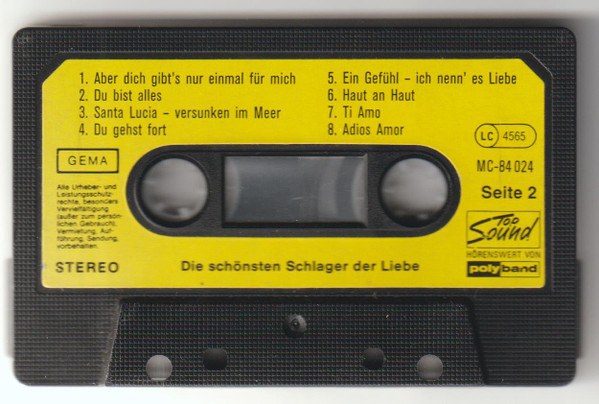 1. Aber dich gibt's nur einmal für mich
2. Du bist alles
3. Santa Lucia – versunken im Meer
4. Du gehst fort
5. Ein Gefühl – ich nenn' es Liebe
6. Haut an Haut
7. Ti Amo
8. Adios Amor
GEMA
LC 4565
MC-84 024
Seite 2
Alle Urheber- und
Leistungsschutz-
rechte, besonders
Vervielfältigung
(außer zum persön-
lichen Gebrauch),
Vermietung, Auf-
führung, Sendung,
vorbehalten.
Top
Sound
HÖRENSWERT VON
polyband
STEREO
Die schönsten Schlager der Liebe